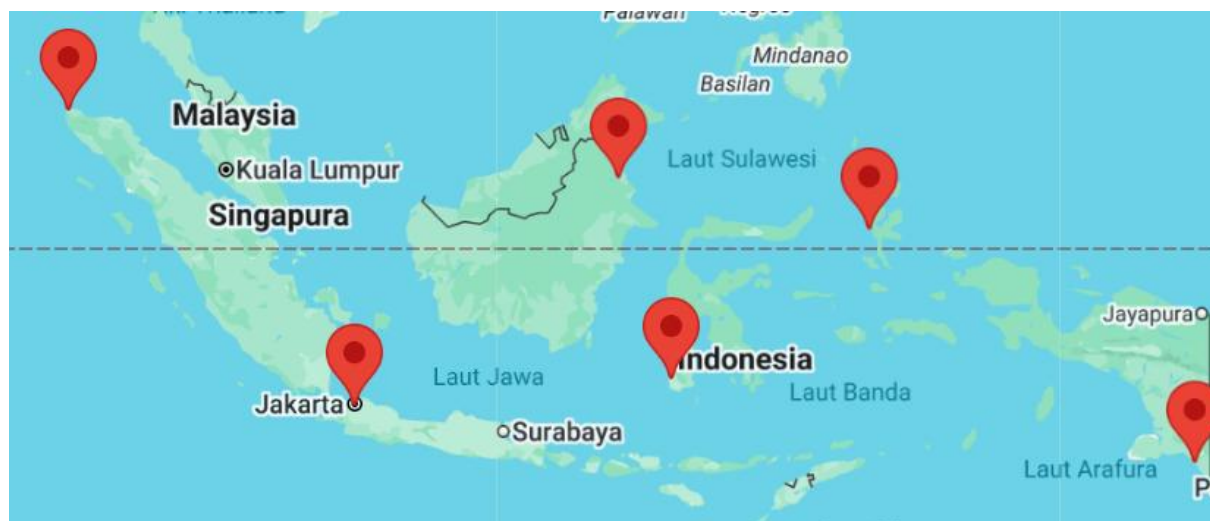 Palawan
Mindanao
Basilan
Malaysia
Laut Sulawesi
Kuala Lumpur
Singapura
Jayapura
Indonesia
Laut Jawa
Laut Banda
Jakarta
Surabaya
Laut Arafura
P